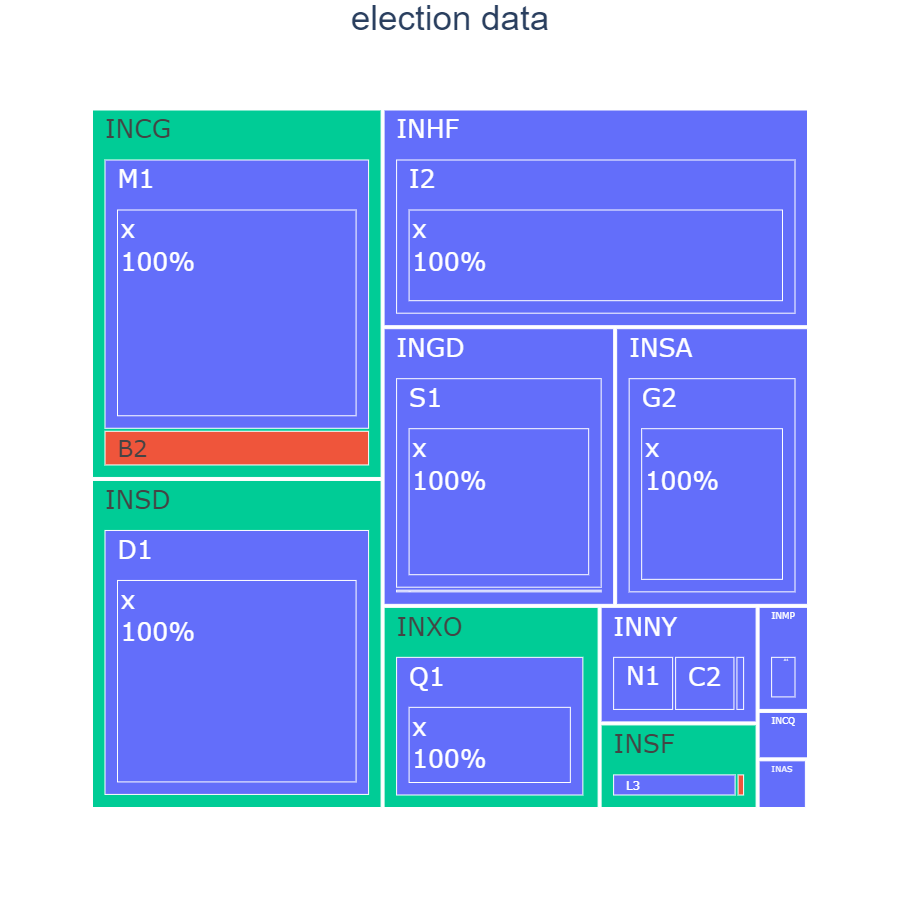 election data
INCG
M1
x
100%
B2
INSD
D1
x
100%
INHF
I2
x
100%
INGD
S1
x
100%
INSA
G2
x
100%
INXO
Q1
x
100%
INNY
N1
C2
INSF
L3
INMP
INCQ
INAS